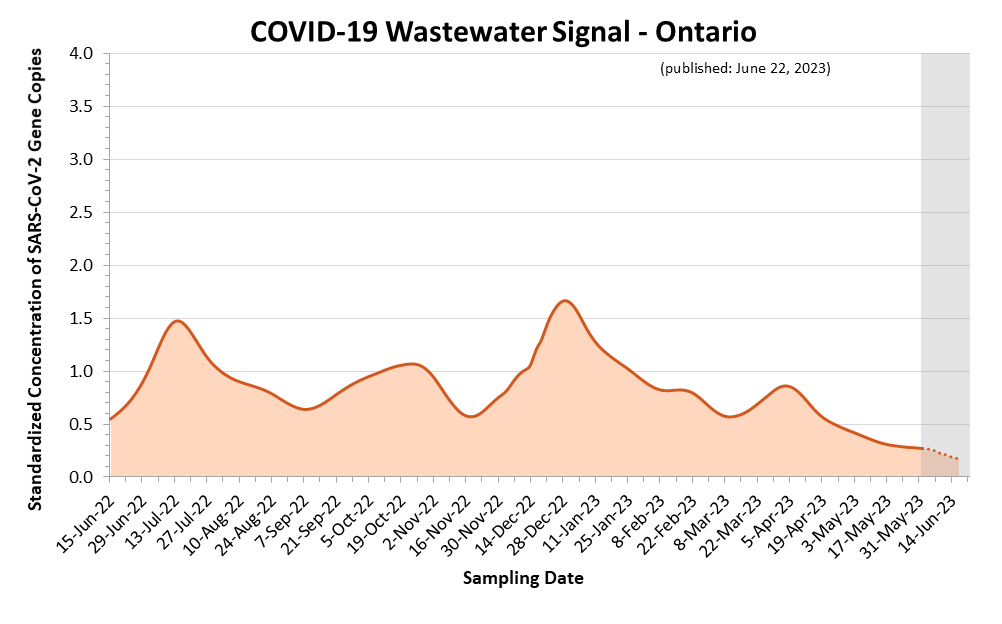 COVID-19 Wastewater Signal - Ontario
(published: June 22, 2023)
Standardized Concentration of SARS-CoV-2 Gene Copies
4.0
3.5
3.0
2.5
2.0
1.5
1.0
0.5
0.0
15-Jun-22
29-Jun-22
13-Jul-22
27-Jul-22
10-Aug-22
24-Aug-22
7-Sep-22
21-Sep-22
5-Oct-22
19-Oct-22
2-Nov-22
16-Nov-22
30-Nov-22
14-Dec-22
28-Dec-22
11-Jan-23
25-Jan-23
8-Feb-23
22-Feb-23
8-Mar-23
22-Mar-23
5-Apr-23
19-Apr-23
3-May-23
17-May-23
31-May-23
14-Jun-23
Sampling Date